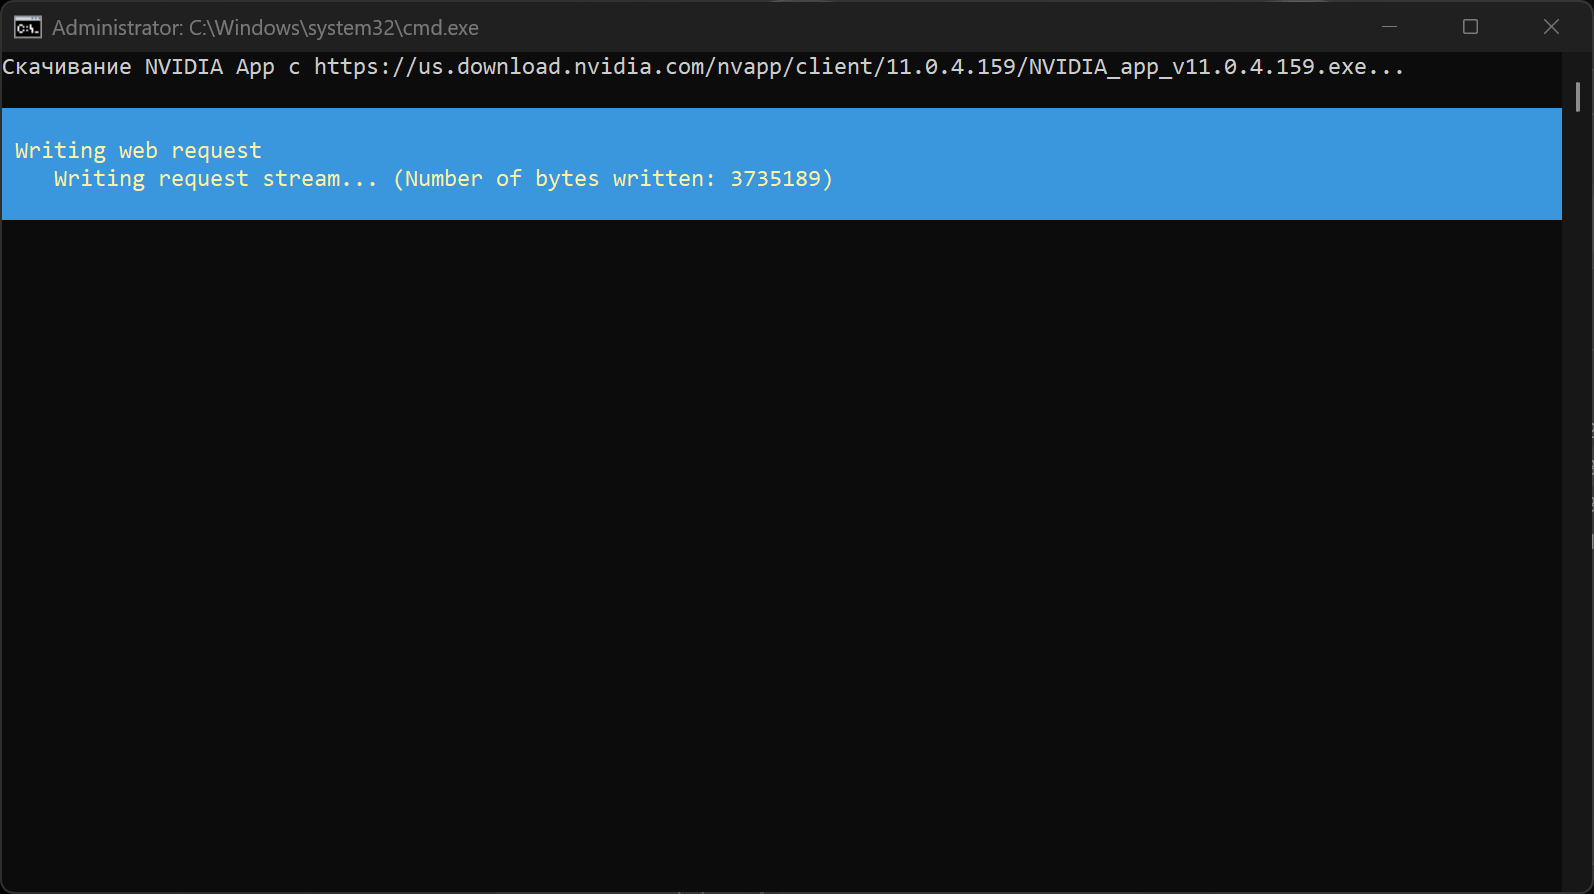 Administrator: C:\Windows\system32\cmd.exe
Скачивание NVIDIA App с https://us.download.nvidia.com/nvapp/client/11.0.4.159/NVIDIA_app_v11.0.4.159.exe...
Writing web request
Writing request stream... (Number of bytes written: 3735189)